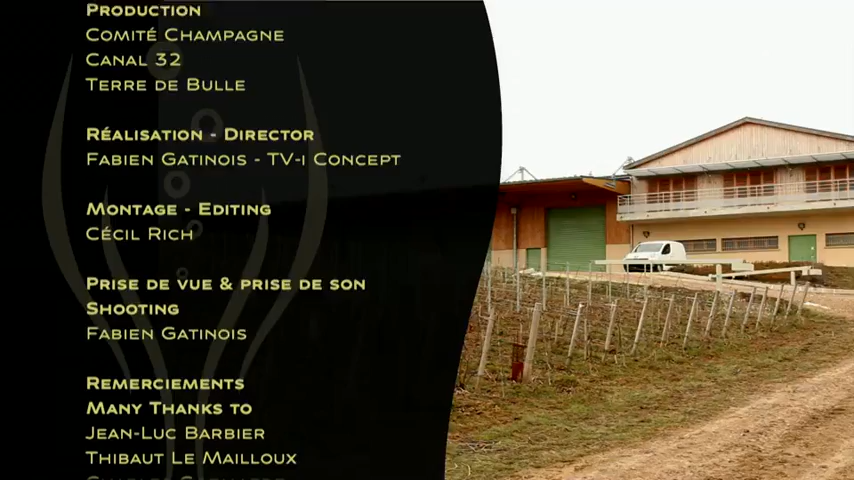 PRODUCTION
COMITÉ CHAMPAGNE
CANAL 32
TERRE DE BULLE
RÉALISATION - DIRECTOR
FABIEN GATINOIS - TV-I CONCEPT
MONTAGE - EDITING
CÉCIL RICH
PRISE DE VUE & PRISE DE SON
SHOOTING
FABIEN GATINOIS
REMERCIEMENTS
MANY THANKS TO
JEAN-LUC BARBIER
THIBAUT LE MAILLOUX